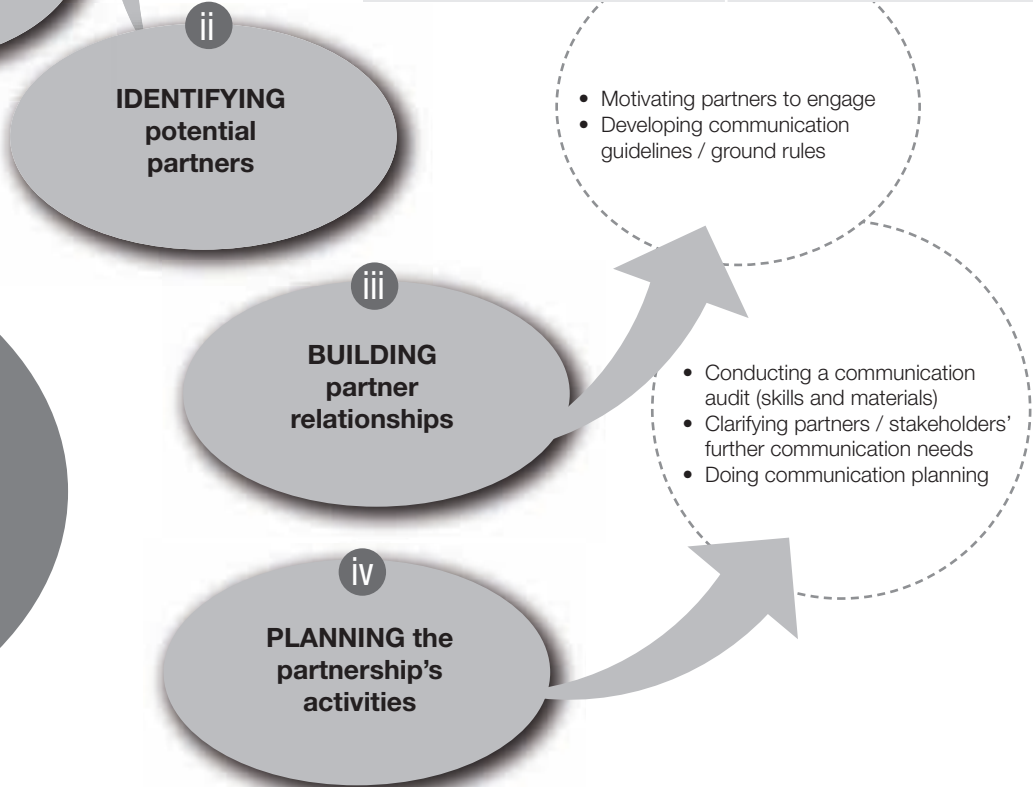 ii
IDENTIFYING
potential
partners
• Motivating partners to engage
• Developing communication
guidelines / ground rules
iii
BUILDING
partner
relationships
• Conducting a communication
audit (skills and materials)
• Clarifying partners / stakeholders’
further communication needs
• Doing communication planning
iv
PLANNING the
partnership’s
activities